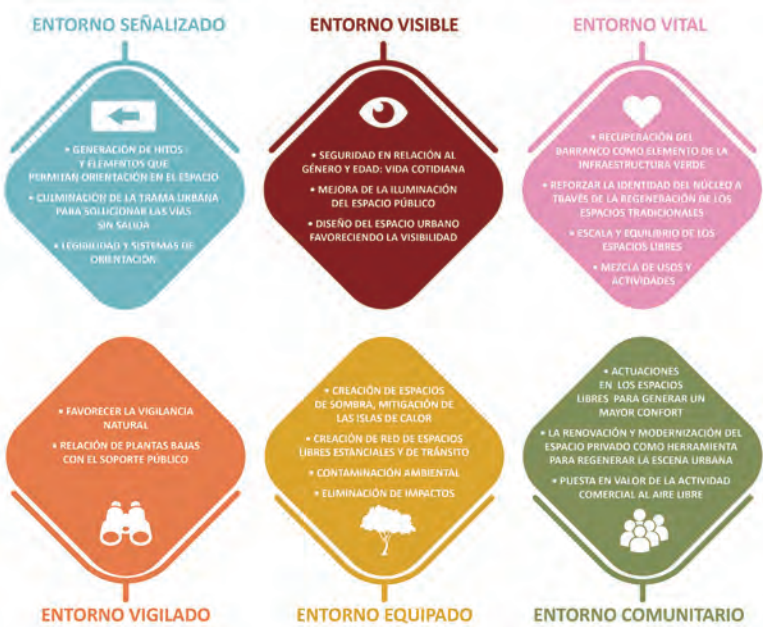 ENTORNO SEÑALIZADO
• GENERACIÓN DE HITOS
Y ELEMENTOS QUE
PERMITAN ORIENTACIÓN EN EL ESPACIO
• CULMINACIÓN DE LA TRAMA URBANA
PARA SOLUCIONAR LAS VÍAS
SIN SALIDA
• LEGIBILIDAD Y SISTEMAS DE
ORIENTACIÓN
ENTORNO VISIBLE
• SEGURIDAD EN RELACIÓN AL
GÉNERO Y EDAD: VIDA COTIDIANA
• MEJORA DE LA ILUMINACIÓN
DEL ESPACIO PÚBLICO
• DISEÑO DEL ESPACIO URBANO
FAVORECIENDO LA VISIBILIDAD
ENTORNO VITAL
• RECUPERACIÓN DEL
BARRANCO COMO ELEMENTO DE LA
INFRAESTRUCTURA VERDE
• REFORZAR LA IDENTIDAD DEL NÚCLEO A
TRAVÉS DE LA REGENERACIÓN DE LOS
ESPACIOS TRADICIONALES
• ESCALA Y EQUILIBRIO DE LOS
ESPACIOS LIBRES
• MEZCLA DE USOS Y
ACTIVIDADES
• FAVORECER LA VIGILANCIA
NATURAL
• RELACIÓN DE PLANTAS BAJAS
CON EL SOPORTE PÚBLICO
ENTORNO VIGILADO
• CREACIÓN DE ESPACIOS
DE SOMBRA, MITIGACIÓN DE
LAS ISLAS DE CALOR
• CREACIÓN DE RED DE ESPACIOS
LIBRES ESTANCIALES Y DE TRÁNSITO
• CONTAMINACIÓN AMBIENTAL
• ELIMINACIÓN DE IMPACTOS
ENTORNO EQUIPADO
• ACTUACIONES
EN LOS ESPACIOS
LIBRES PARA GENERAR UN
MAYOR CONFORT
• LA RENOVACIÓN Y MODERNIZACIÓN DEL
ESPACIO PRIVADO COMO HERRAMIENTA
PARA REGENERAR LA ESCENA URBANA
• PUESTA EN VALOR DE LA ACTIVIDAD
COMERCIAL AL AIRE LIBRE
ENTORNO COMUNITARIO